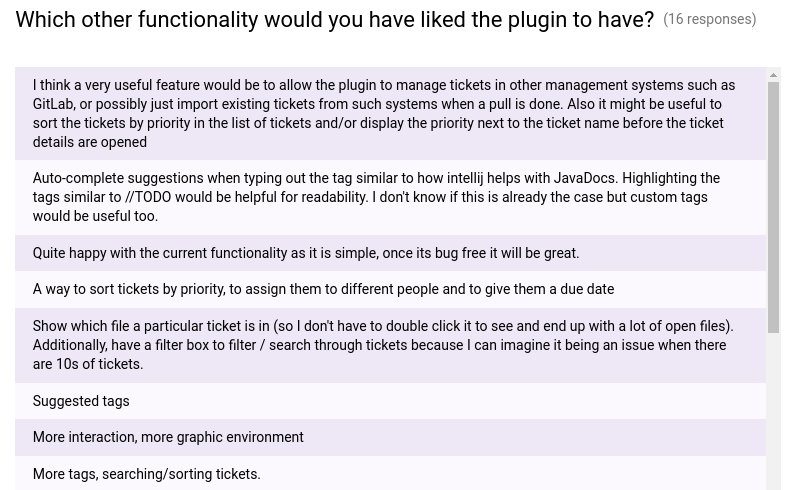 Which other functionality would you have liked the plugin to have? (16 responses)
I think a very useful feature would be to allow the plugin to manage tickets in other management systems such as
GitLab, or possibly just import existing tickets from such systems when a pull is done. Also it might be useful to
sort the tickets by priority in the list of tickets and/or display the priority next to the ticket name before the ticket
details are opened
Auto-complete suggestions when typing out the tag similar to how intellij helps with JavaDocs. Highlighting the
tags similar to //TODO would be helpful for readability. I don't know if this is already the case but custom tags
would be useful too.
Quite happy with the current functionality as it is simple, once its bug free it will be great.
A way to sort tickets by priority, to assign them to different people and to give them a due date
Show which file a particular ticket is in (so I don't have to double click it to see and end up with a lot of open files).
Additionally, have a filter box to filter / search through tickets because I can imagine it being an issue when there
are 10s of tickets.
Suggested tags
More interaction, more graphic environment
More tags, searching/sorting tickets.